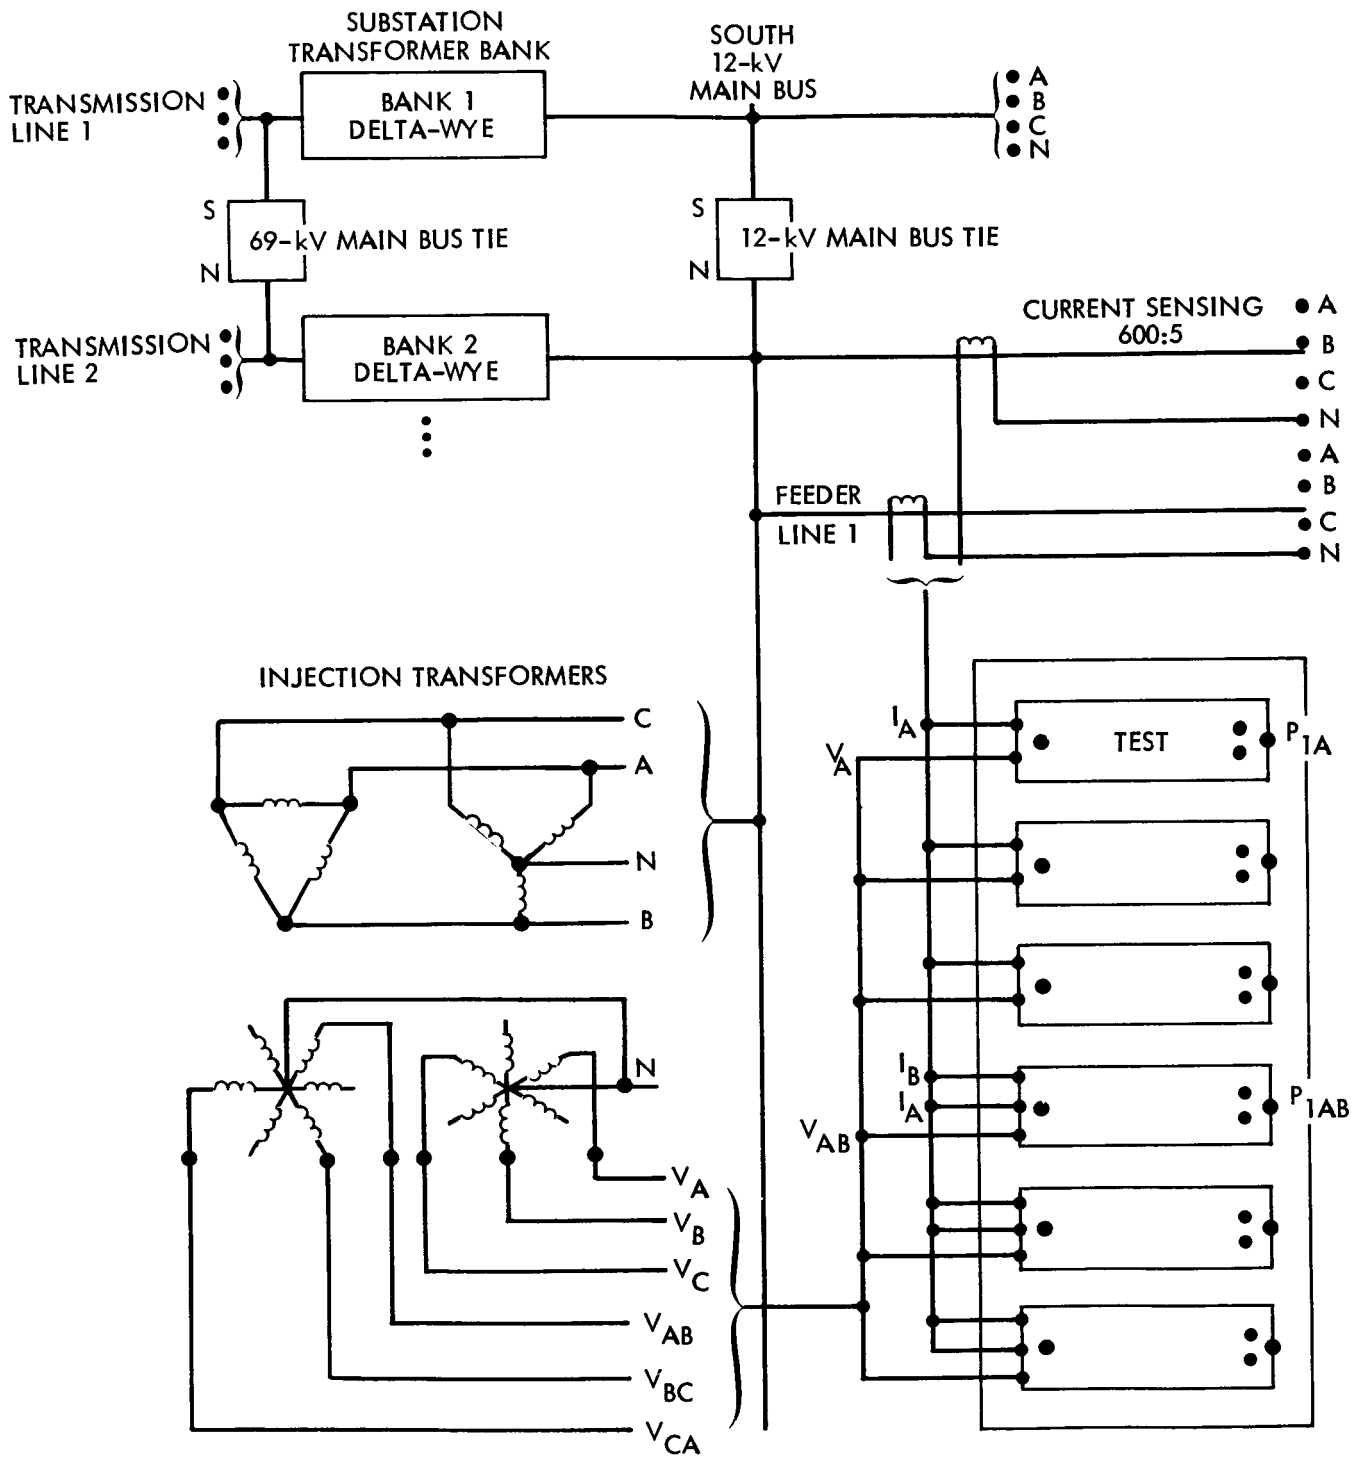 SUBSTATION
TRANSFORMER BANK
SOUTH
12-kV
MAIN BUS
TRANSMISSION
LINE 1
BANK 1
DELTA-WYE
A
B
C
N
S
69-kV MAIN BUS TIE
N
S
12-kV MAIN BUS TIE
N
TRANSMISSION
LINE 2
BANK 2
DELTA-WYE
CURRENT SENSING
600:5
A
B
C
N
A
B
C
N
FEEDER
LINE 1
INJECTION TRANSFORMERS
C
A
N
B
N
VA
VB
VC
VAB
VBC
VCA
IA
VA
TEST
P1A
IB
IA
VAB
P1AB